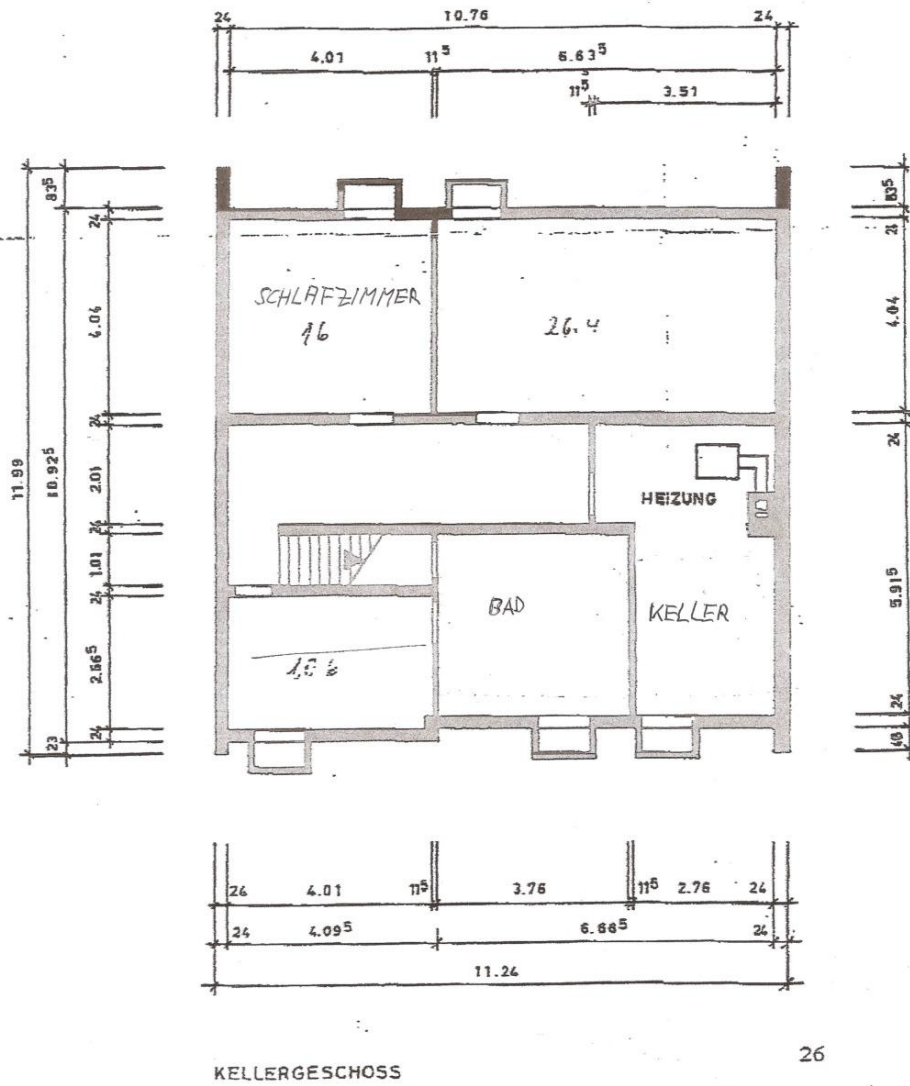 24 10.76 24
4.01 11⁵ 6.63⁵
11⁵ 3.51
83⁵ 83⁵
24 24
SCHLAFZIMMER
16 26.4
4.04 4.04
24 24
11.99 10.92⁵ 2.01
HEIZUNG
24
1.01 5.91⁵
BAD KELLER
24
2.66⁵
24 24
23 48
24 4.01 11⁵ 3.76 11⁵ 2.76 24
24 4.09⁵ 6.66⁵ 24
11.24
26
KELLERGESCHOSS